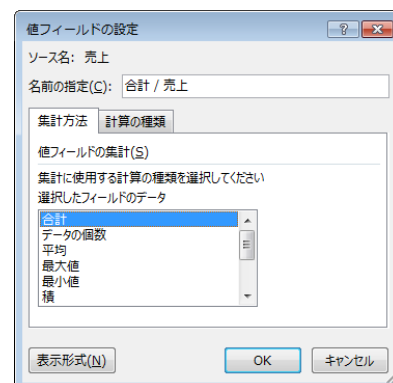 値フィールドの設定
ソース名: 売上
名前の指定(C): 合計 / 売上
集計方法 計算の種類
値フィールドの集計(S)
集計に使用する計算の種類を選択してください
選択したフィールドのデータ
合計
データの個数
平均
最大値
最小値
積
表示形式(N) OK キャンセル